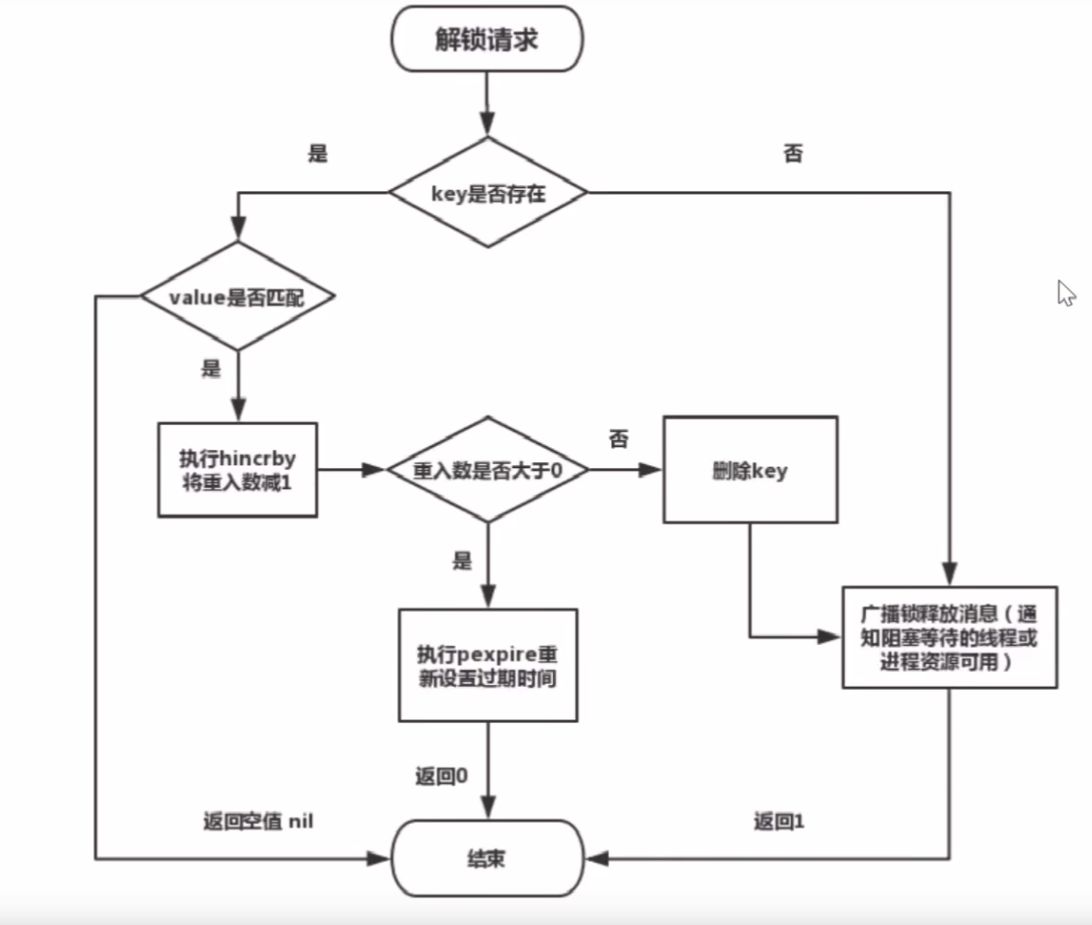 解锁请求
是
否
key是否存在
value是否匹配
是
执行hincrby
将重入数减1
重入数是否大于0
否
删除key
是
执行pexpire重
新设置过期时间
广播锁释放消息（通
知阻塞等待的线程或
进程资源可用）
返回0
返回空值 nil
返回1
结束